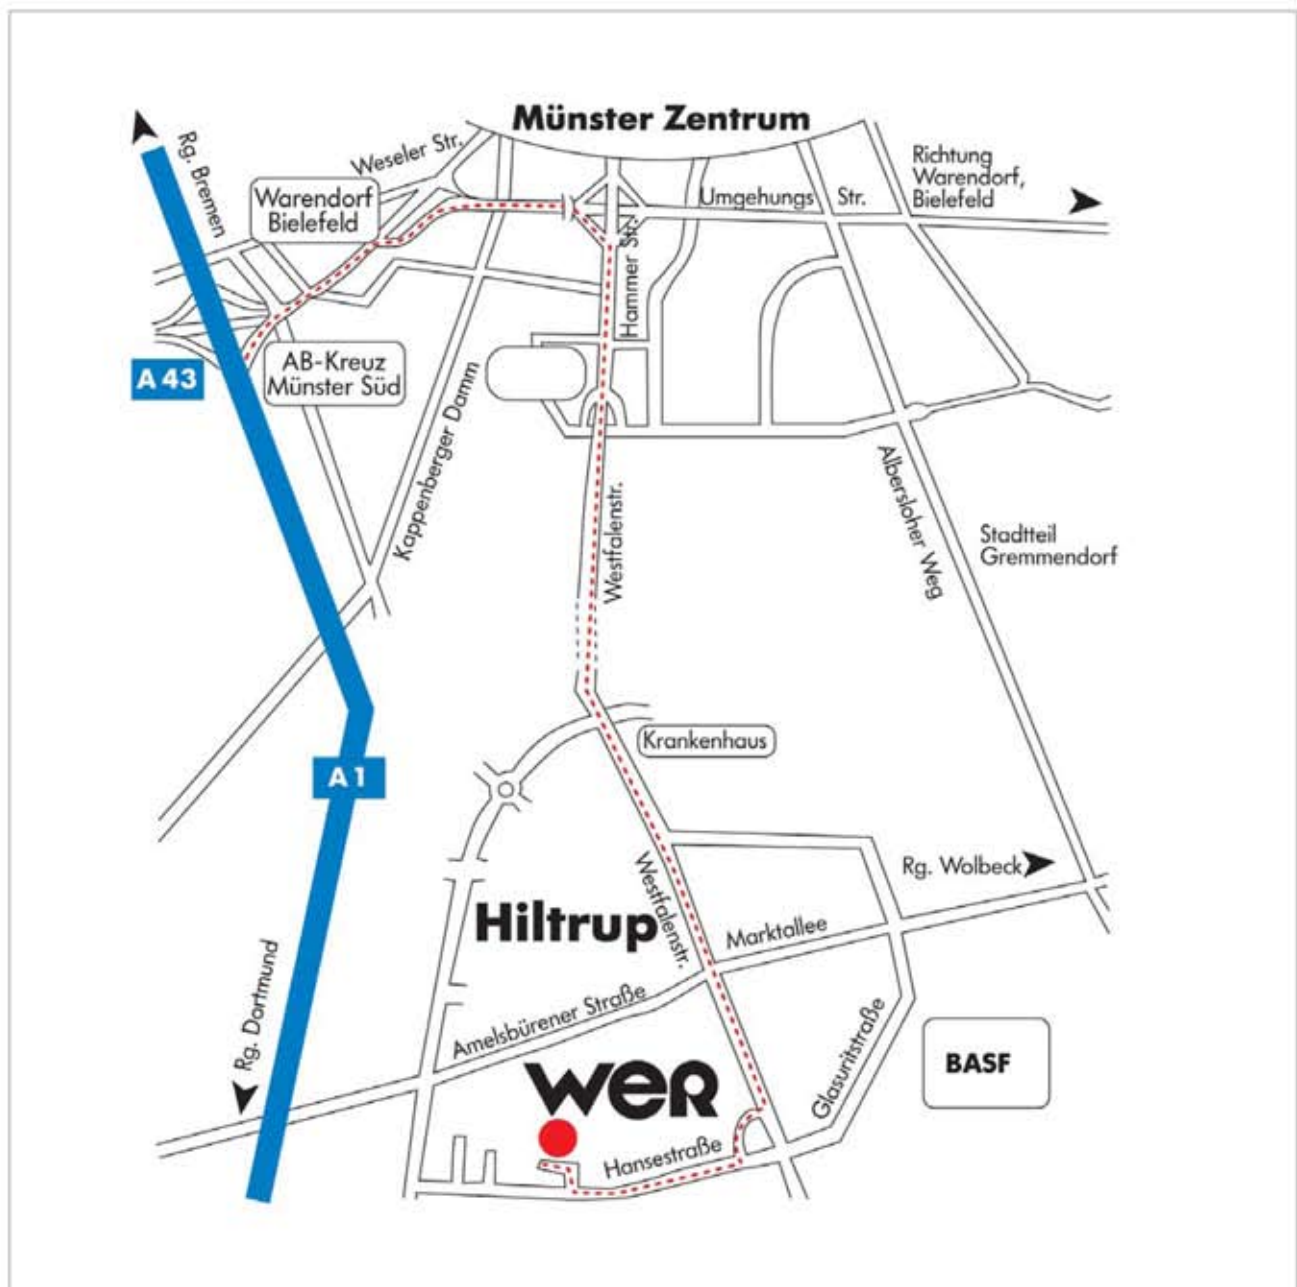 Münster Zentrum
Rg. Bremen
Weseler Str.
Warendorf
Bielefeld
Umgehungs Str.
Richtung
Warendorf,
Bielefeld
Hammer Str.
A 43
AB-Kreuz
Münster Süd
Kappenberger Damm
Westfalenstr.
Albersloher Weg
Stadtteil
Gremmendorf
Krankenhaus
A 1
Westfalenstr.
Rg. Wolbeck
Hiltrup
Marktallee
Rg. Dortmund
Amelsbürener Straße
Glasuritstraße
BASF
weR
Hansestraße